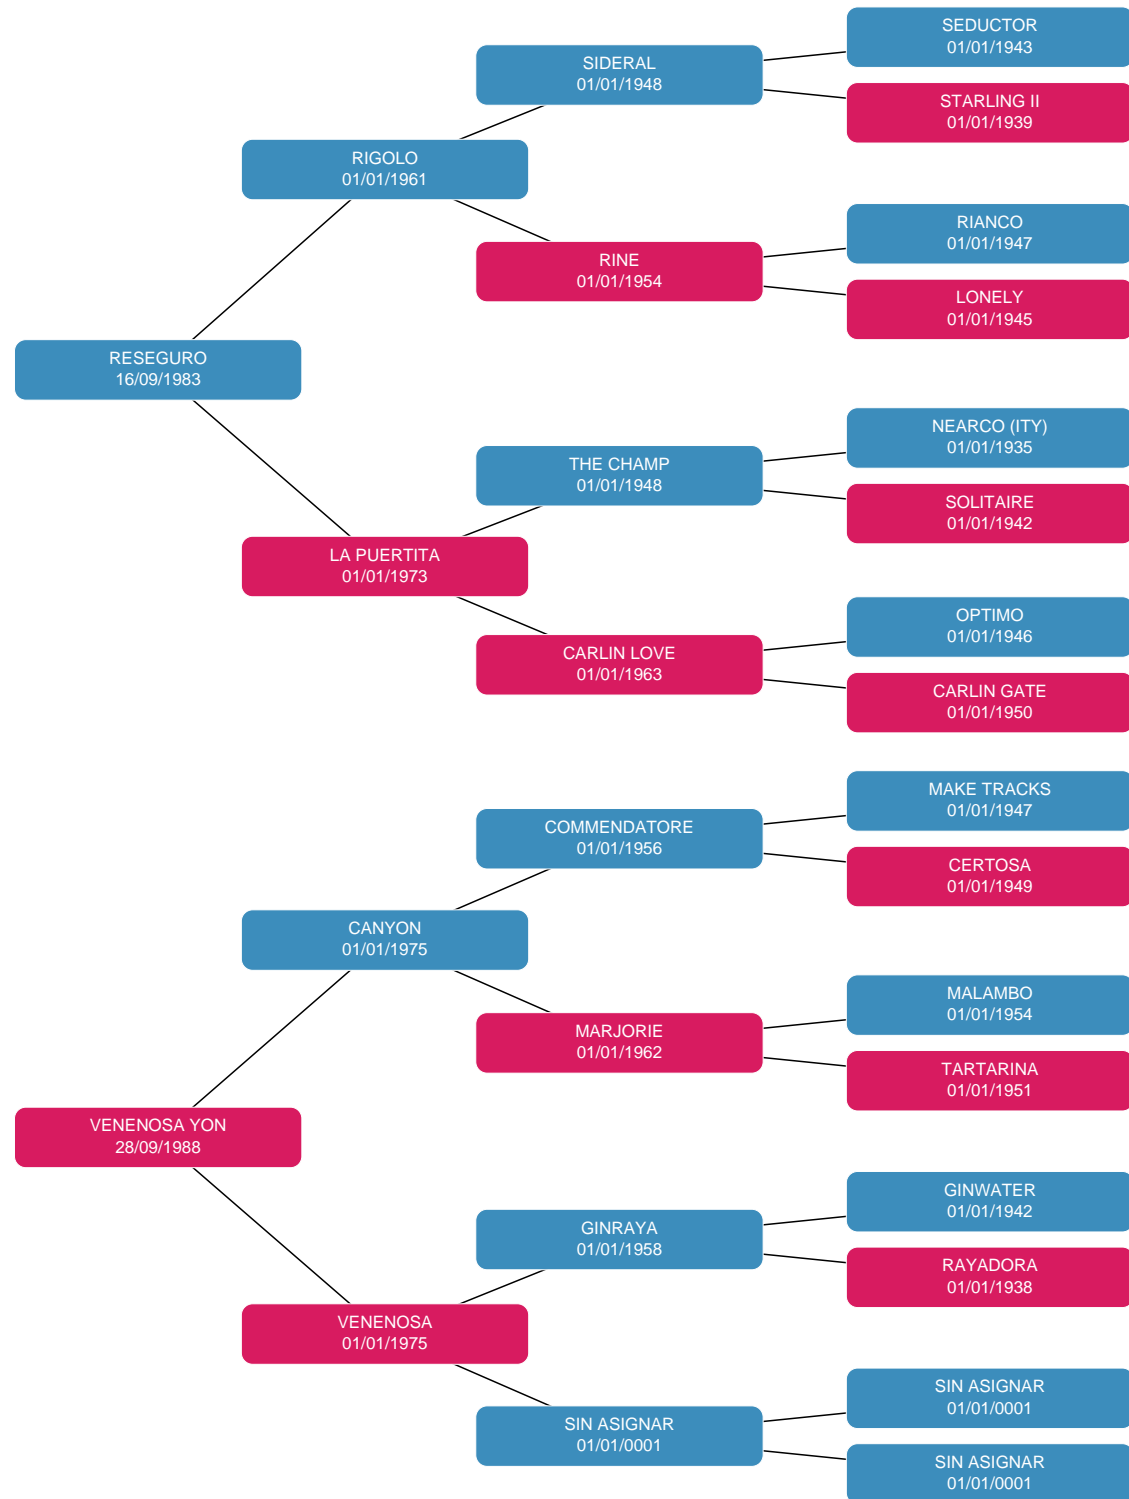 SEDUCTOR
01/01/1943
SIDERAL
01/01/1948
STARLING II
01/01/1939
RIGOLO
01/01/1961
RIANCO
01/01/1947
RINE
01/01/1954
LONELY
01/01/1945
RESEGURO
16/09/1983
NEARCO (ITY)
01/01/1935
THE CHAMP
01/01/1948
SOLITAIRE
01/01/1942
LA PUERTITA
01/01/1973
OPTIMO
01/01/1946
CARLIN LOVE
01/01/1963
CARLIN GATE
01/01/1950
MAKE TRACKS
01/01/1947
COMMENDATORE
01/01/1956
CERTOSA
01/01/1949
CANYON
01/01/1975
MALAMBO
01/01/1954
MARJORIE
01/01/1962
TARTARINA
01/01/1951
VENENOSA YON
28/09/1988
GINWATER
01/01/1942
GINRAYA
01/01/1958
RAYADORA
01/01/1938
VENENOSA
01/01/1975
SIN ASIGNAR
01/01/0001
SIN ASIGNAR
01/01/0001
SIN ASIGNAR
01/01/0001